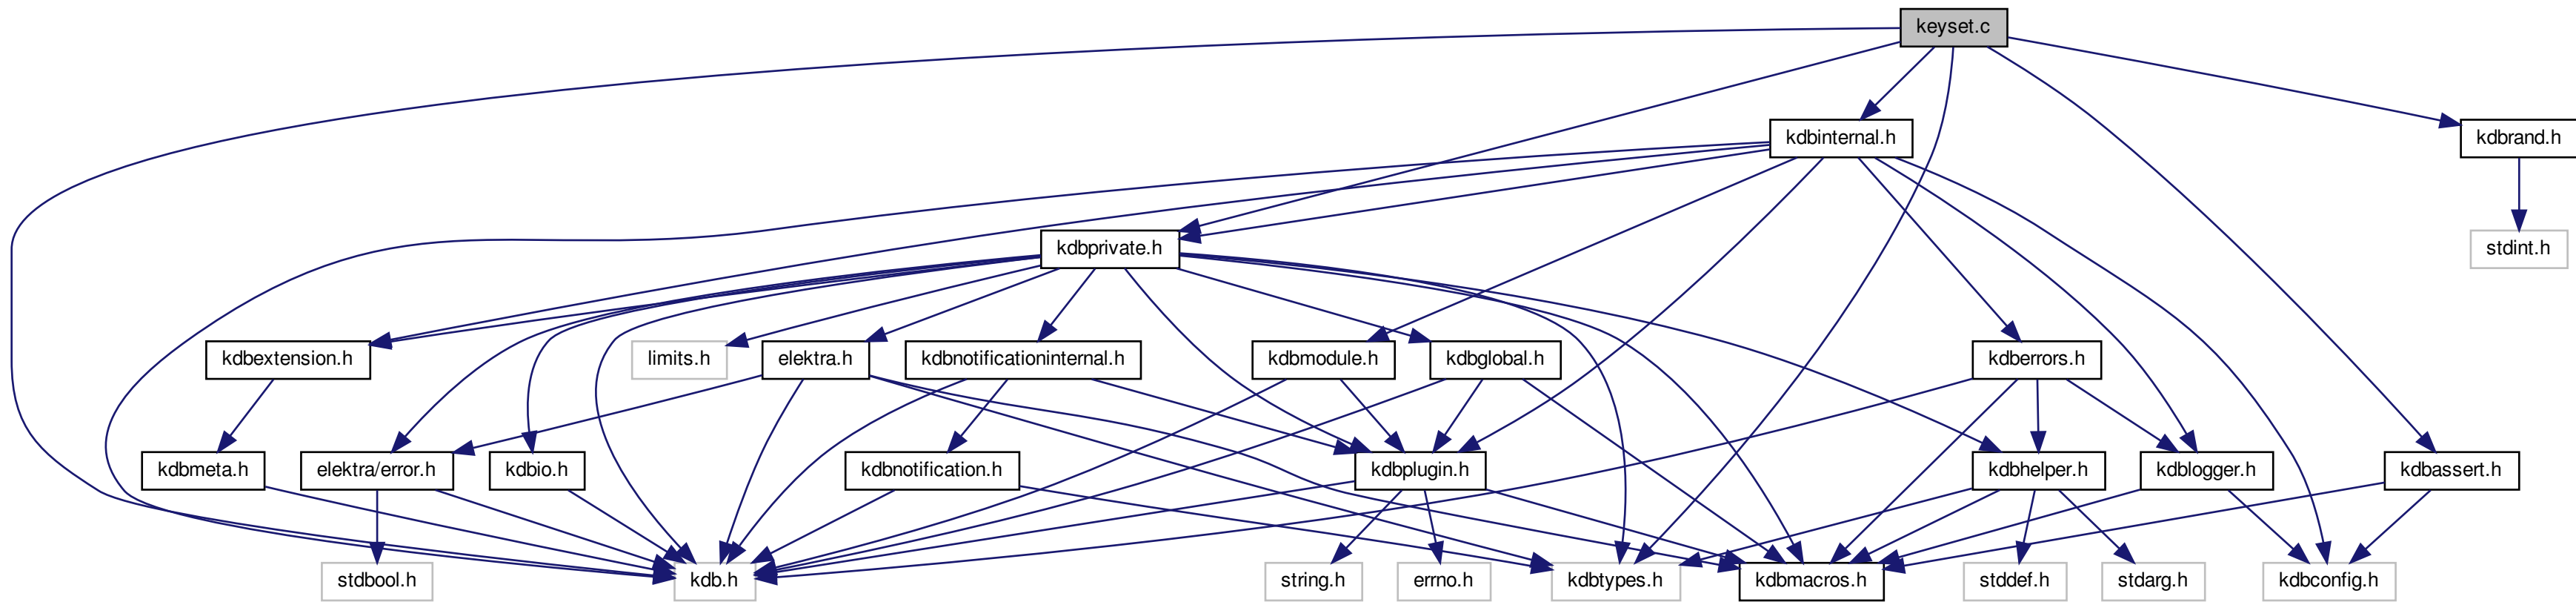 keyset.c
kdbinternal.h
kdbrand.h
kdbprivate.h
stdint.h
kdbextension.h
limits.h
elektra.h
kdbnotificationinternal.h
kdbmodule.h
kdbglobal.h
kdberrors.h
kdbmeta.h
elektra/error.h
kdbio.h
kdbnotification.h
kdbplugin.h
kdbhelper.h
kdblogger.h
kdbassert.h
stdbool.h
kdb.h
string.h
errno.h
kdbtypes.h
kdbmacros.h
stddef.h
stdarg.h
kdbconfig.h